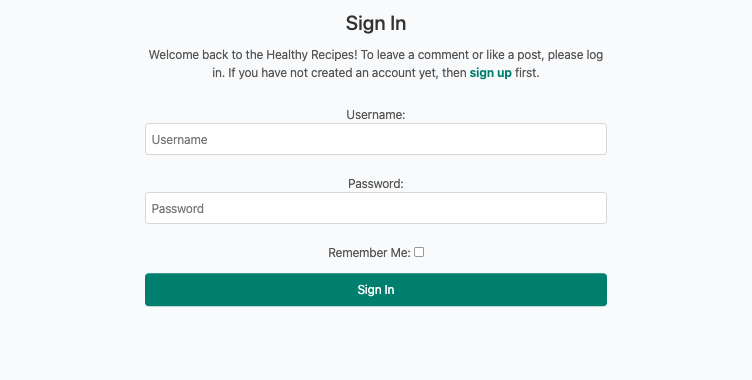 Sign In
Welcome back to the Healthy Recipes! To leave a comment or like a post, please log
in. If you have not created an account yet, then sign up first.
Username:
Username
Password:
Password
Remember Me:
Sign In